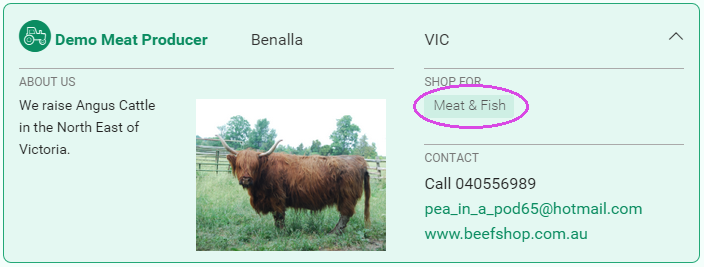 Demo Meat Producer Benalla VIC
ABOUT US
We raise Angus Cattle
in the North East of
Victoria.
SHOP FOR
Meat & Fish
CONTACT
Call 040556989
pea_in_a_pod65@hotmail.com
www.beefshop.com.au